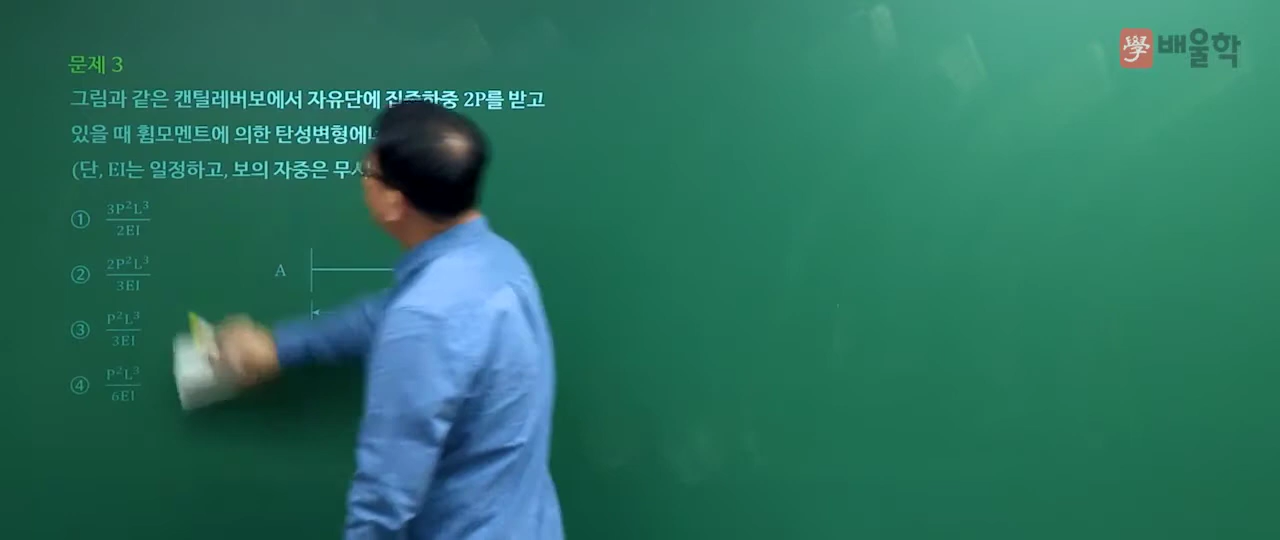 學 배울학
문제 3
그림과 같은 캔틸레버보에서 자유단에 집중하중 2P를 받고
있을 때 휨모멘트에 의한 탄성변형에너
(단, EI는 일정하고, 보의 자중은 무시
① 3P²L³/2EI
② 2P²L³/3EI
③ P²L³/3EI
④ P²L³/6EI
A